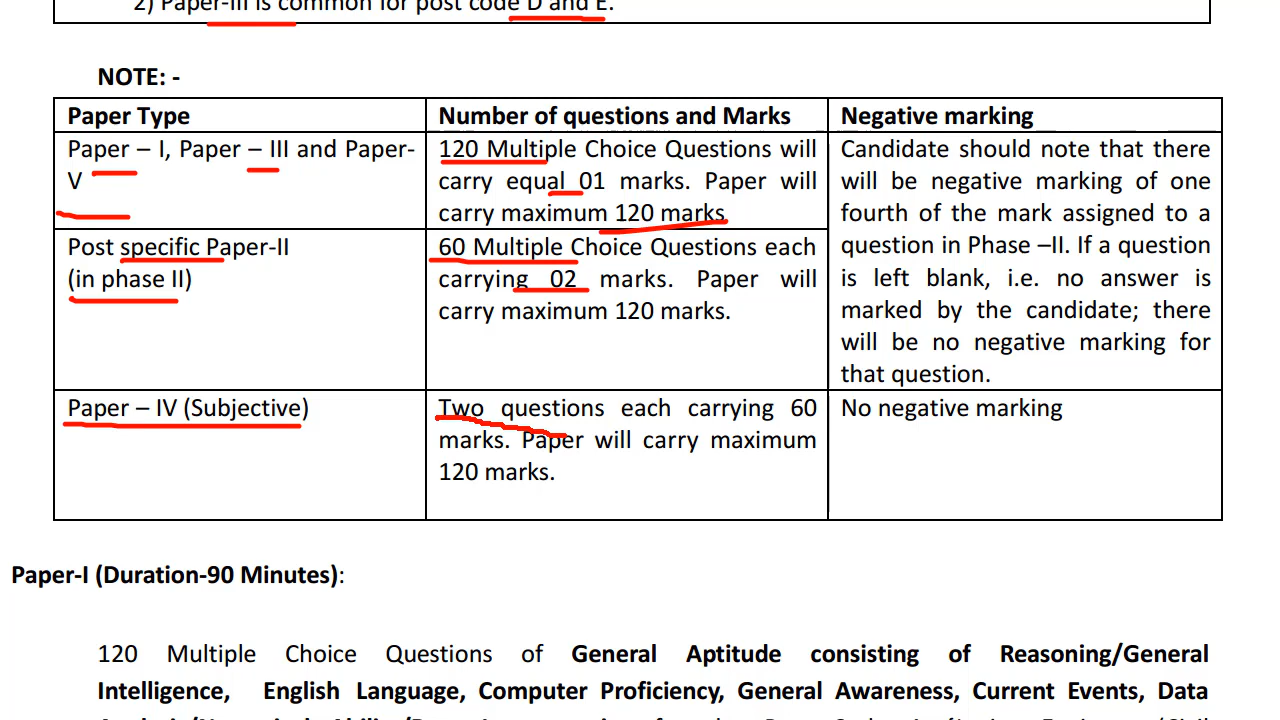 2) Paper-III is common for post code D and E.
NOTE: -
Paper Type
Number of questions and Marks
Negative marking
Paper – I, Paper – III and Paper-
V
120 Multiple Choice Questions will
carry equal 01 marks. Paper will
carry maximum 120 marks.
Candidate should note that there
will be negative marking of one
fourth of the mark assigned to a
question in Phase –II. If a question
is left blank, i.e. no answer is
marked by the candidate; there
will be no negative marking for
that question.
Post specific Paper-II
(in phase II)
60 Multiple Choice Questions each
carrying 02 marks. Paper will
carry maximum 120 marks.
Paper – IV (Subjective)
Two questions each carrying 60
marks. Paper will carry maximum
120 marks.
No negative marking
Paper-I (Duration-90 Minutes):
120 Multiple Choice Questions of General Aptitude consisting of Reasoning/General
Intelligence, English Language, Computer Proficiency, General Awareness, Current Events, Data